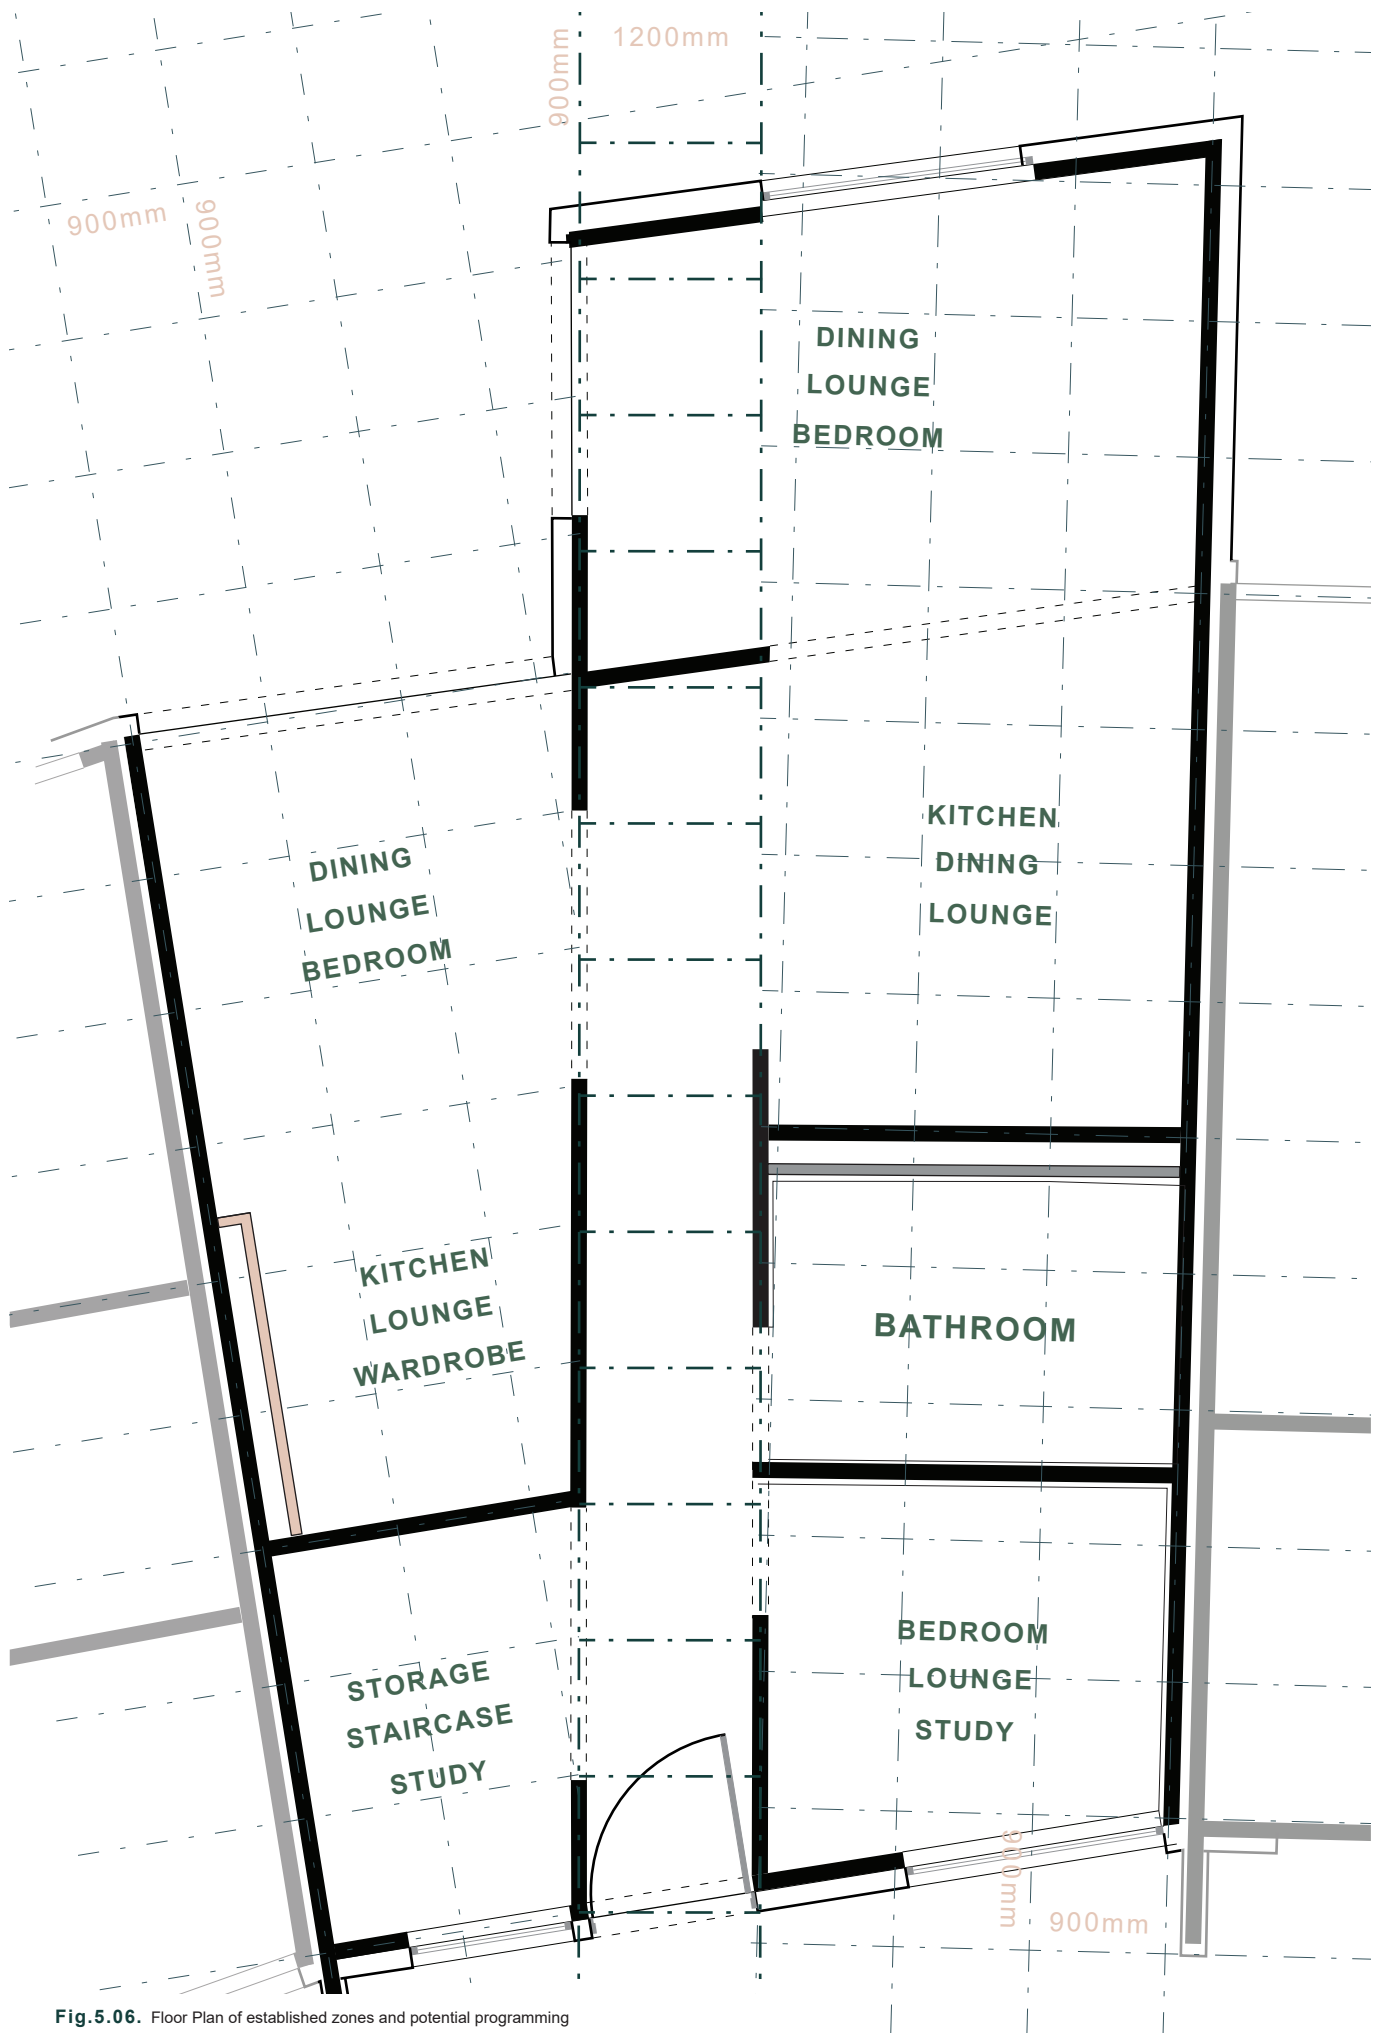 1200mm
900mm
900mm
900mm
DINING
LOUNGE
BEDROOM
KITCHEN
DINING
LOUNGE
DINING
LOUNGE
BEDROOM
KITCHEN
LOUNGE
WARDROBE
BATHROOM
STORAGE
STAIRCASE
STUDY
BEDROOM
LOUNGE
STUDY
900mm
900mm
Fig.5.06. Floor Plan of established zones and potential programming